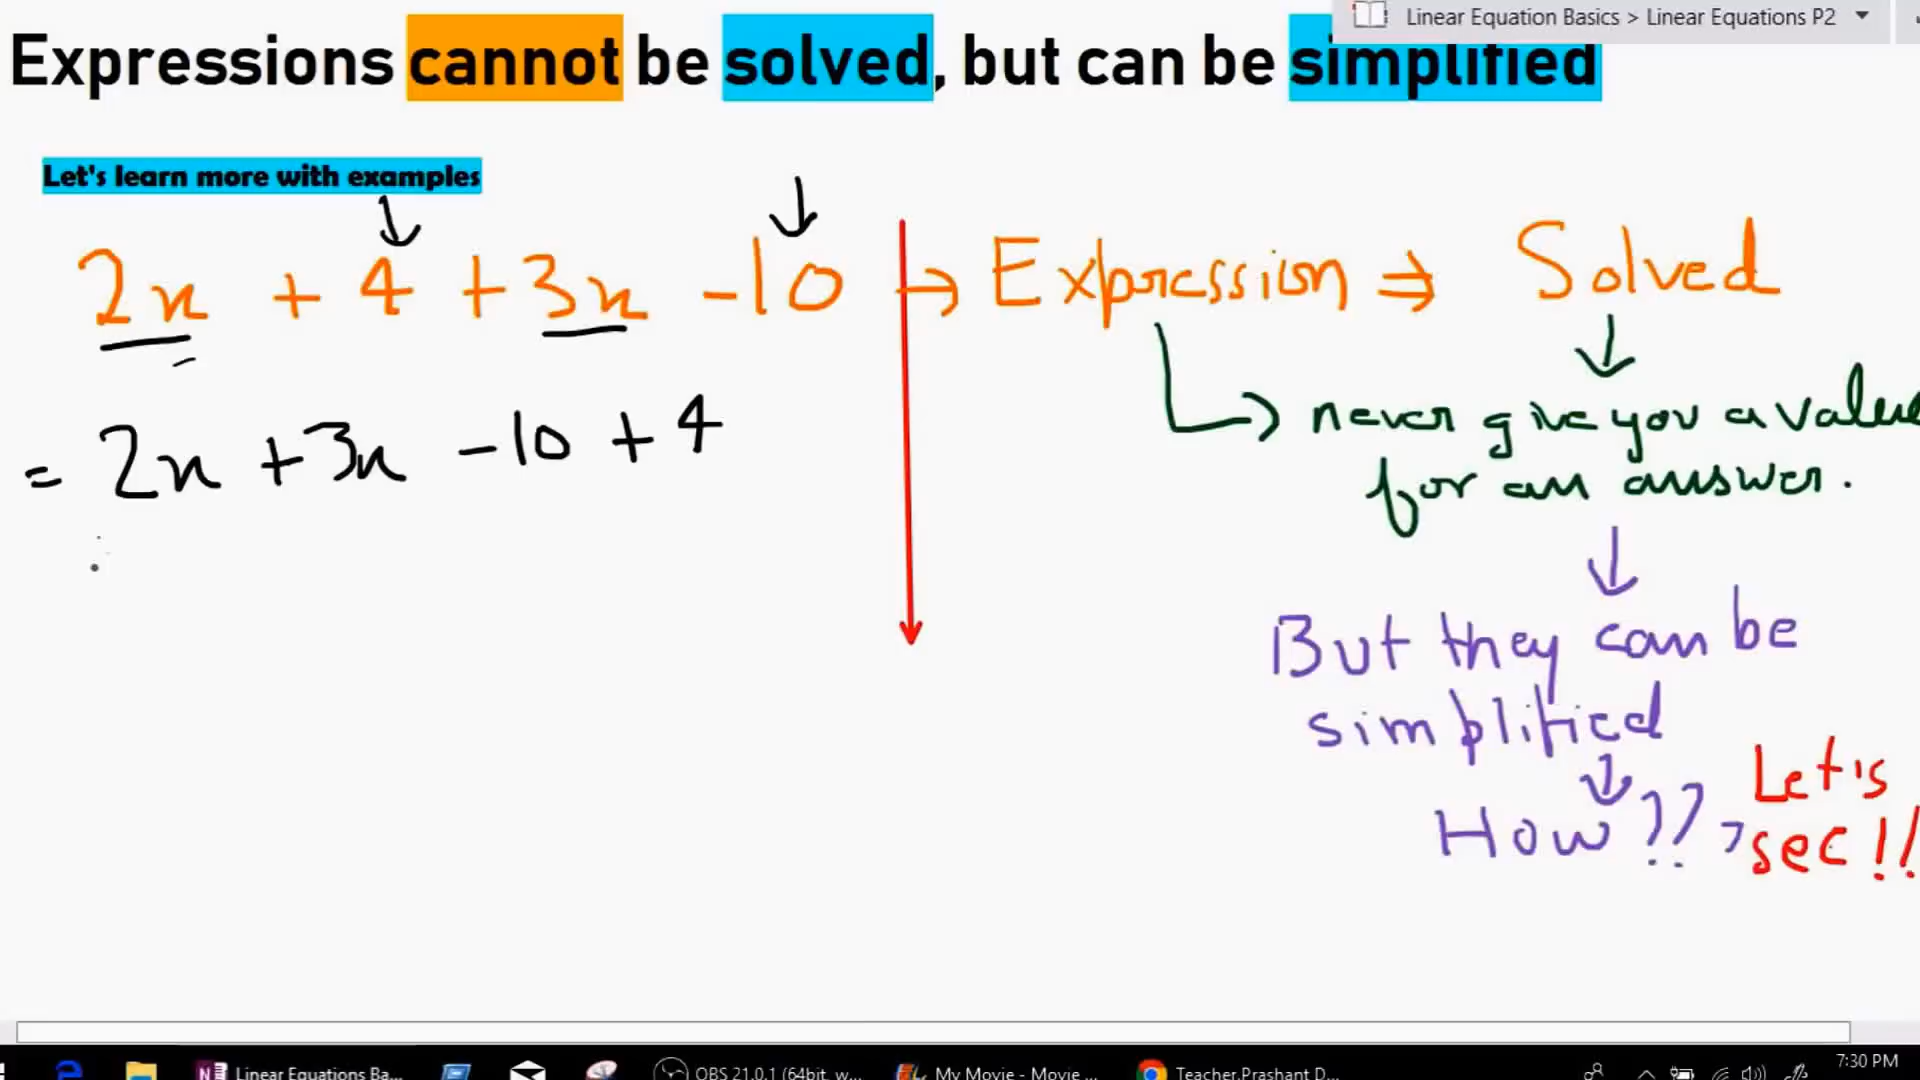 Linear Equation Basics > Linear Equations P2
Expressions cannot be solved, but can be simplified
Let's learn more with examples
2x + 4 + 3x - 10 → Expression ⇒ Solved
= 2x + 3x - 10 + 4
never give you a value
for an answer.
But they can be
simplified
How ??, Let's
see !!
Linear Equations Ba...
OBS 21.0.1 (64bit, w...
My Movie - Movie ...
Teacher.Prashant D...
7:30 PM